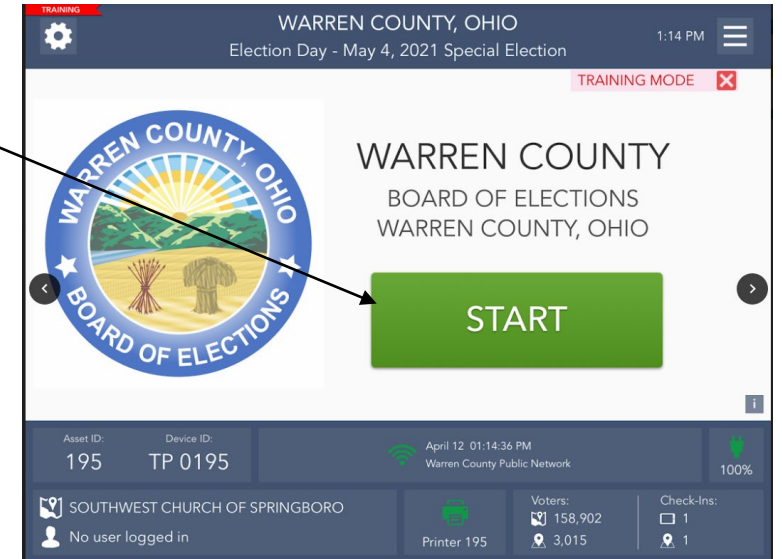 TRAINING
WARREN COUNTY, OHIO
Election Day - May 4, 2021 Special Election
1:14 PM
TRAINING MODE
WARREN COUNTY, OHIO
BOARD OF ELECTIONS
WARREN COUNTY
BOARD OF ELECTIONS
WARREN COUNTY, OHIO
START
i
Asset ID:
195
Device ID:
TP 0195
April 12 01:14:36 PM
Warren County Public Network
100%
SOUTHWEST CHURCH OF SPRINGBORO
No user logged in
Printer 195
Voters:
158,902
3,015
Check-Ins:
1
1